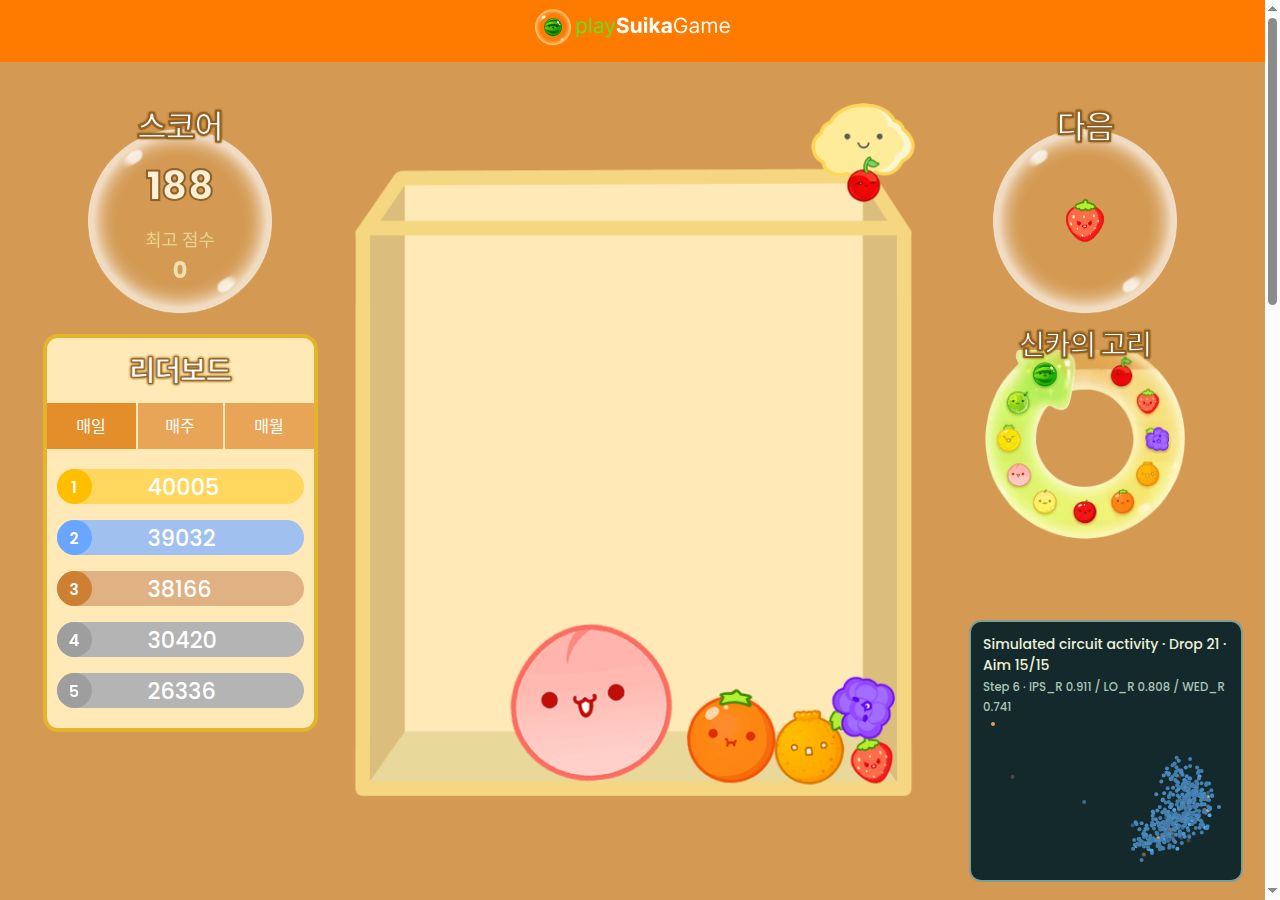 playSuikaGame
스코어
188
최고 점수
0
리더보드
매일 매주 매월
1 40005
2 39032
3 38166
4 30420
5 26336
다음
신카의 고리
Simulated circuit activity · Drop 21 ·
Aim 15/15
Step 6 · IPS_R 0.911 / LO_R 0.808 / WED_R
0.741